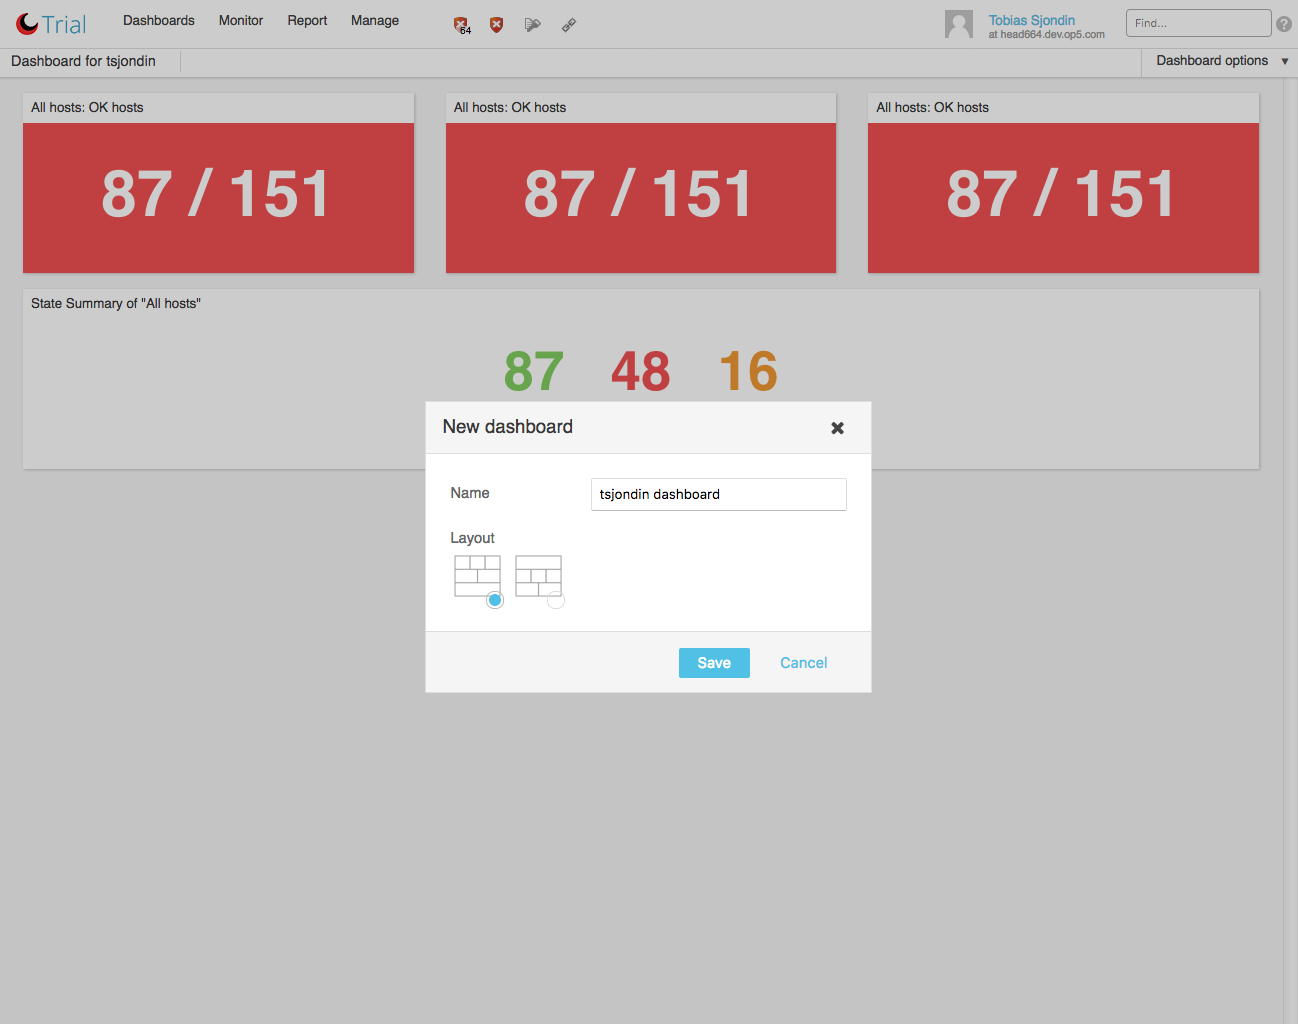 Trial
Dashboards Monitor Report Manage
64
Tobias Sjondin
at head664.dev.op5.com
Find...
?
Dashboard for tsjondin
Dashboard options ▼
All hosts: OK hosts
87 / 151
All hosts: OK hosts
87 / 151
All hosts: OK hosts
87 / 151
State Summary of "All hosts"
87 48 16
New dashboard
Name
tsjondin dashboard
Layout
Save Cancel